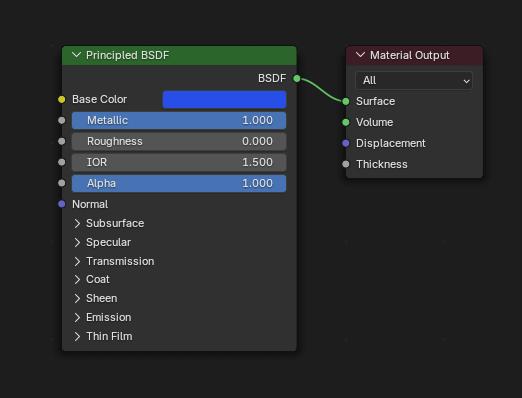 Principled BSDF
BSDF
Base Color
Metallic 1.000
Roughness 0.000
IOR 1.500
Alpha 1.000
Normal
Subsurface
Specular
Transmission
Coat
Sheen
Emission
Thin Film
Material Output
All
Surface
Volume
Displacement
Thickness